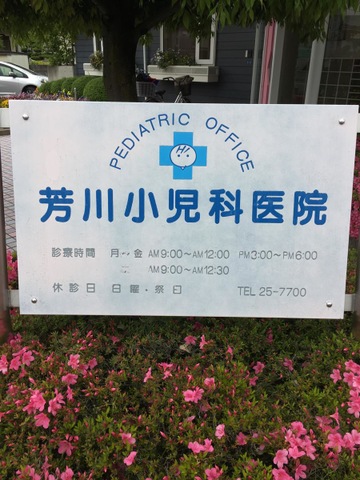 PEDIATRIC OFFICE
Hi
芳川小児科医院
診療時間 月〜金 AM9:00〜AM12:00 PM3:00〜PM6:00
AM9:00〜AM12:30
休診日 日曜・祭日 TEL 25-7700